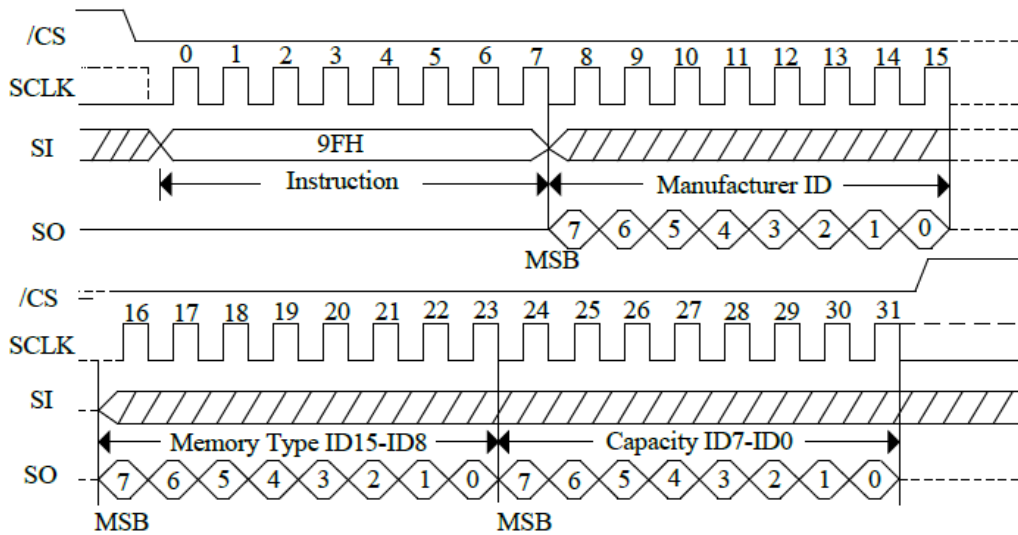 /CS
0 1 2 3 4 5 6 7 8 9 10 11 12 13 14 15
SCLK
SI 9FH
Instruction Manufacturer ID
SO 7 6 5 4 3 2 1 0
MSB
/CS
16 17 18 19 20 21 22 23 24 25 26 27 28 29 30 31
SCLK
SI
Memory Type ID15-ID8 Capacity ID7-ID0
SO 7 6 5 4 3 2 1 0 7 6 5 4 3 2 1 0
MSB MSB